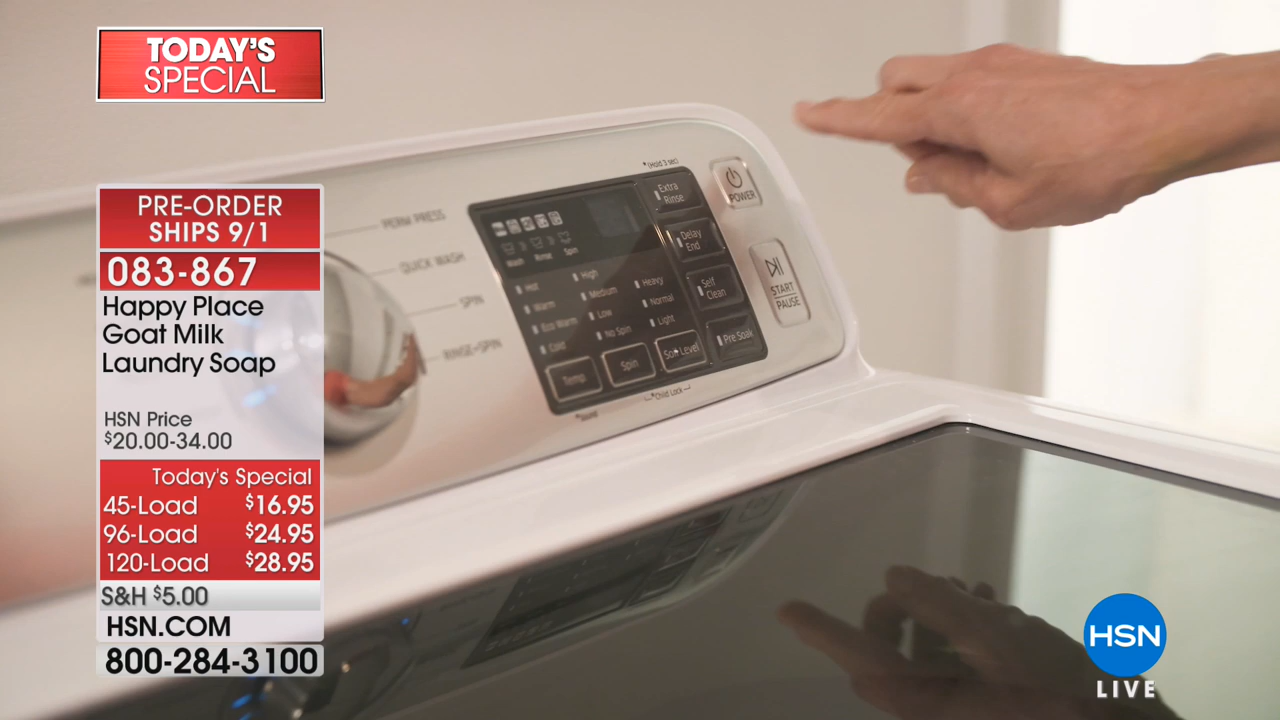 TODAY'S
SPECIAL
PRE-ORDER
SHIPS 9/1
083-867
Happy Place
Goat Milk
Laundry Soap
HSN Price
$20.00-34.00
Today's Special
45-Load $16.95
96-Load $24.95
120-Load $28.95
S&H $5.00
HSN.COM
800-284-3100
PERM PRESS
QUICK WASH
SPIN
RINSE+SPIN
*(Hold 3 sec)
Wash Rinse Spin
Hot
Warm
Eco Warm
Cold
High
Medium
Low
No Spin
Heavy
Normal
Light
Temp
Spin
Soil Level
Extra
Rinse
Delay
End
Self
Clean
Pre Soak
*Sound
Child Lock
POWER
START
PAUSE
HSN
LIVE